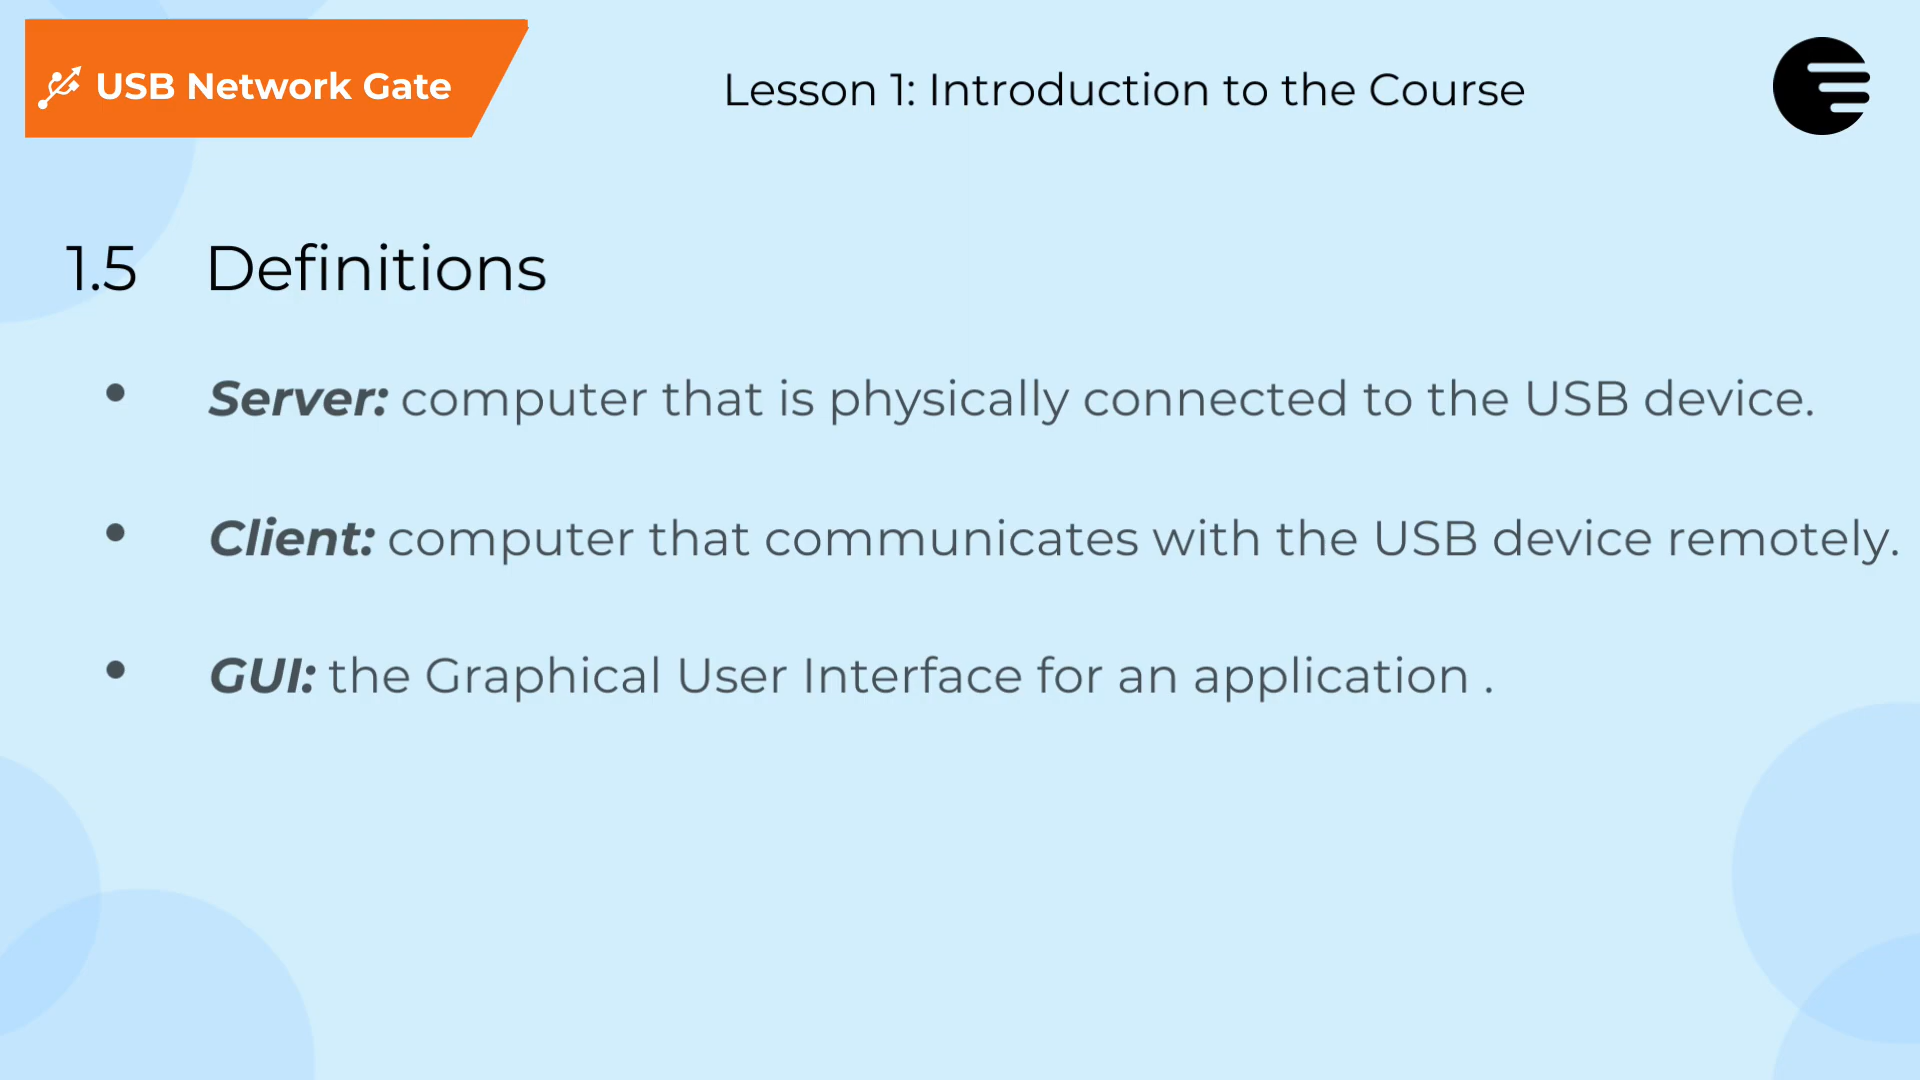 USB Network Gate
Lesson 1: Introduction to the Course
1.5 Definitions
• Server: computer that is physically connected to the USB device.
• Client: computer that communicates with the USB device remotely.
• GUI: the Graphical User Interface for an application .